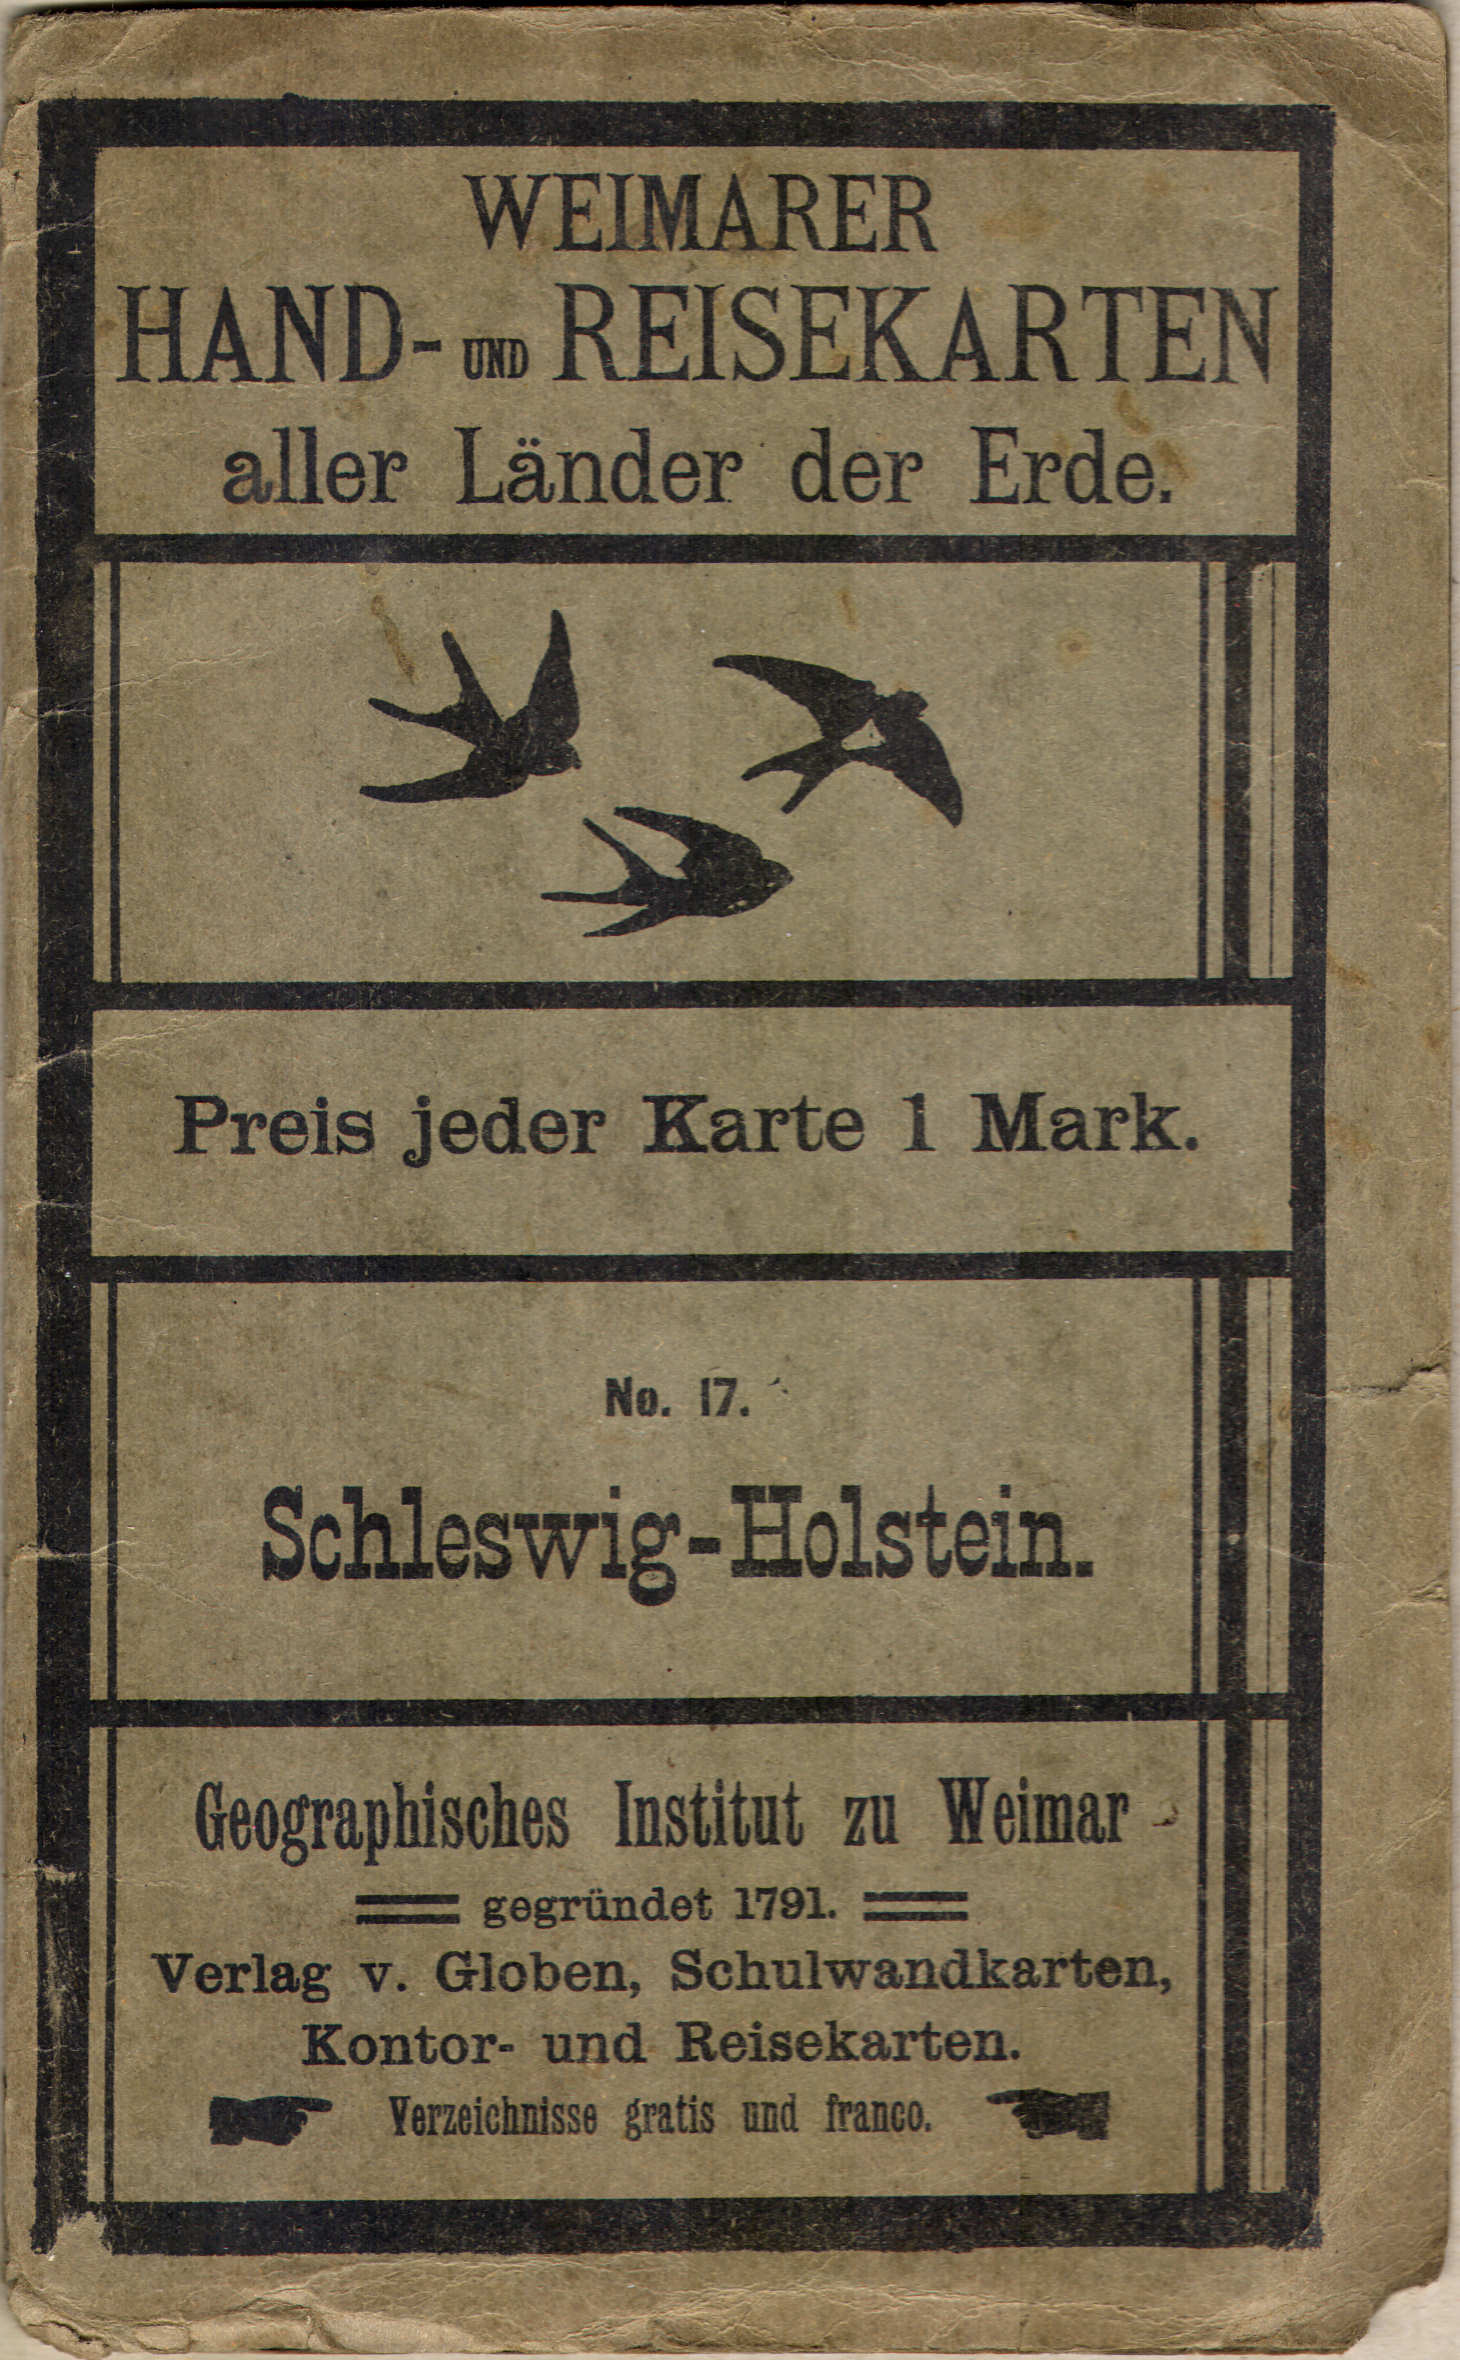 WEIMARER
HAND- UND REISEKARTEN
aller Länder der Erde.
Preis jeder Karte 1 Mark.
No. 17.
Schleswig-Holstein.
Geographisches Institut zu Weimar
gegründet 1791.
Verlag v. Globen, Schulwandkarten,
Kontor- und Reisekarten.
Verzeichnisse gratis und franco.